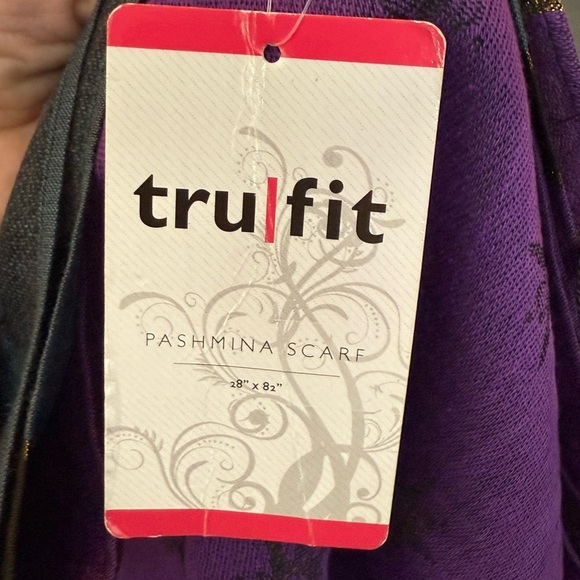 tru|fit
PASHMINA SCARF
28" x 82"